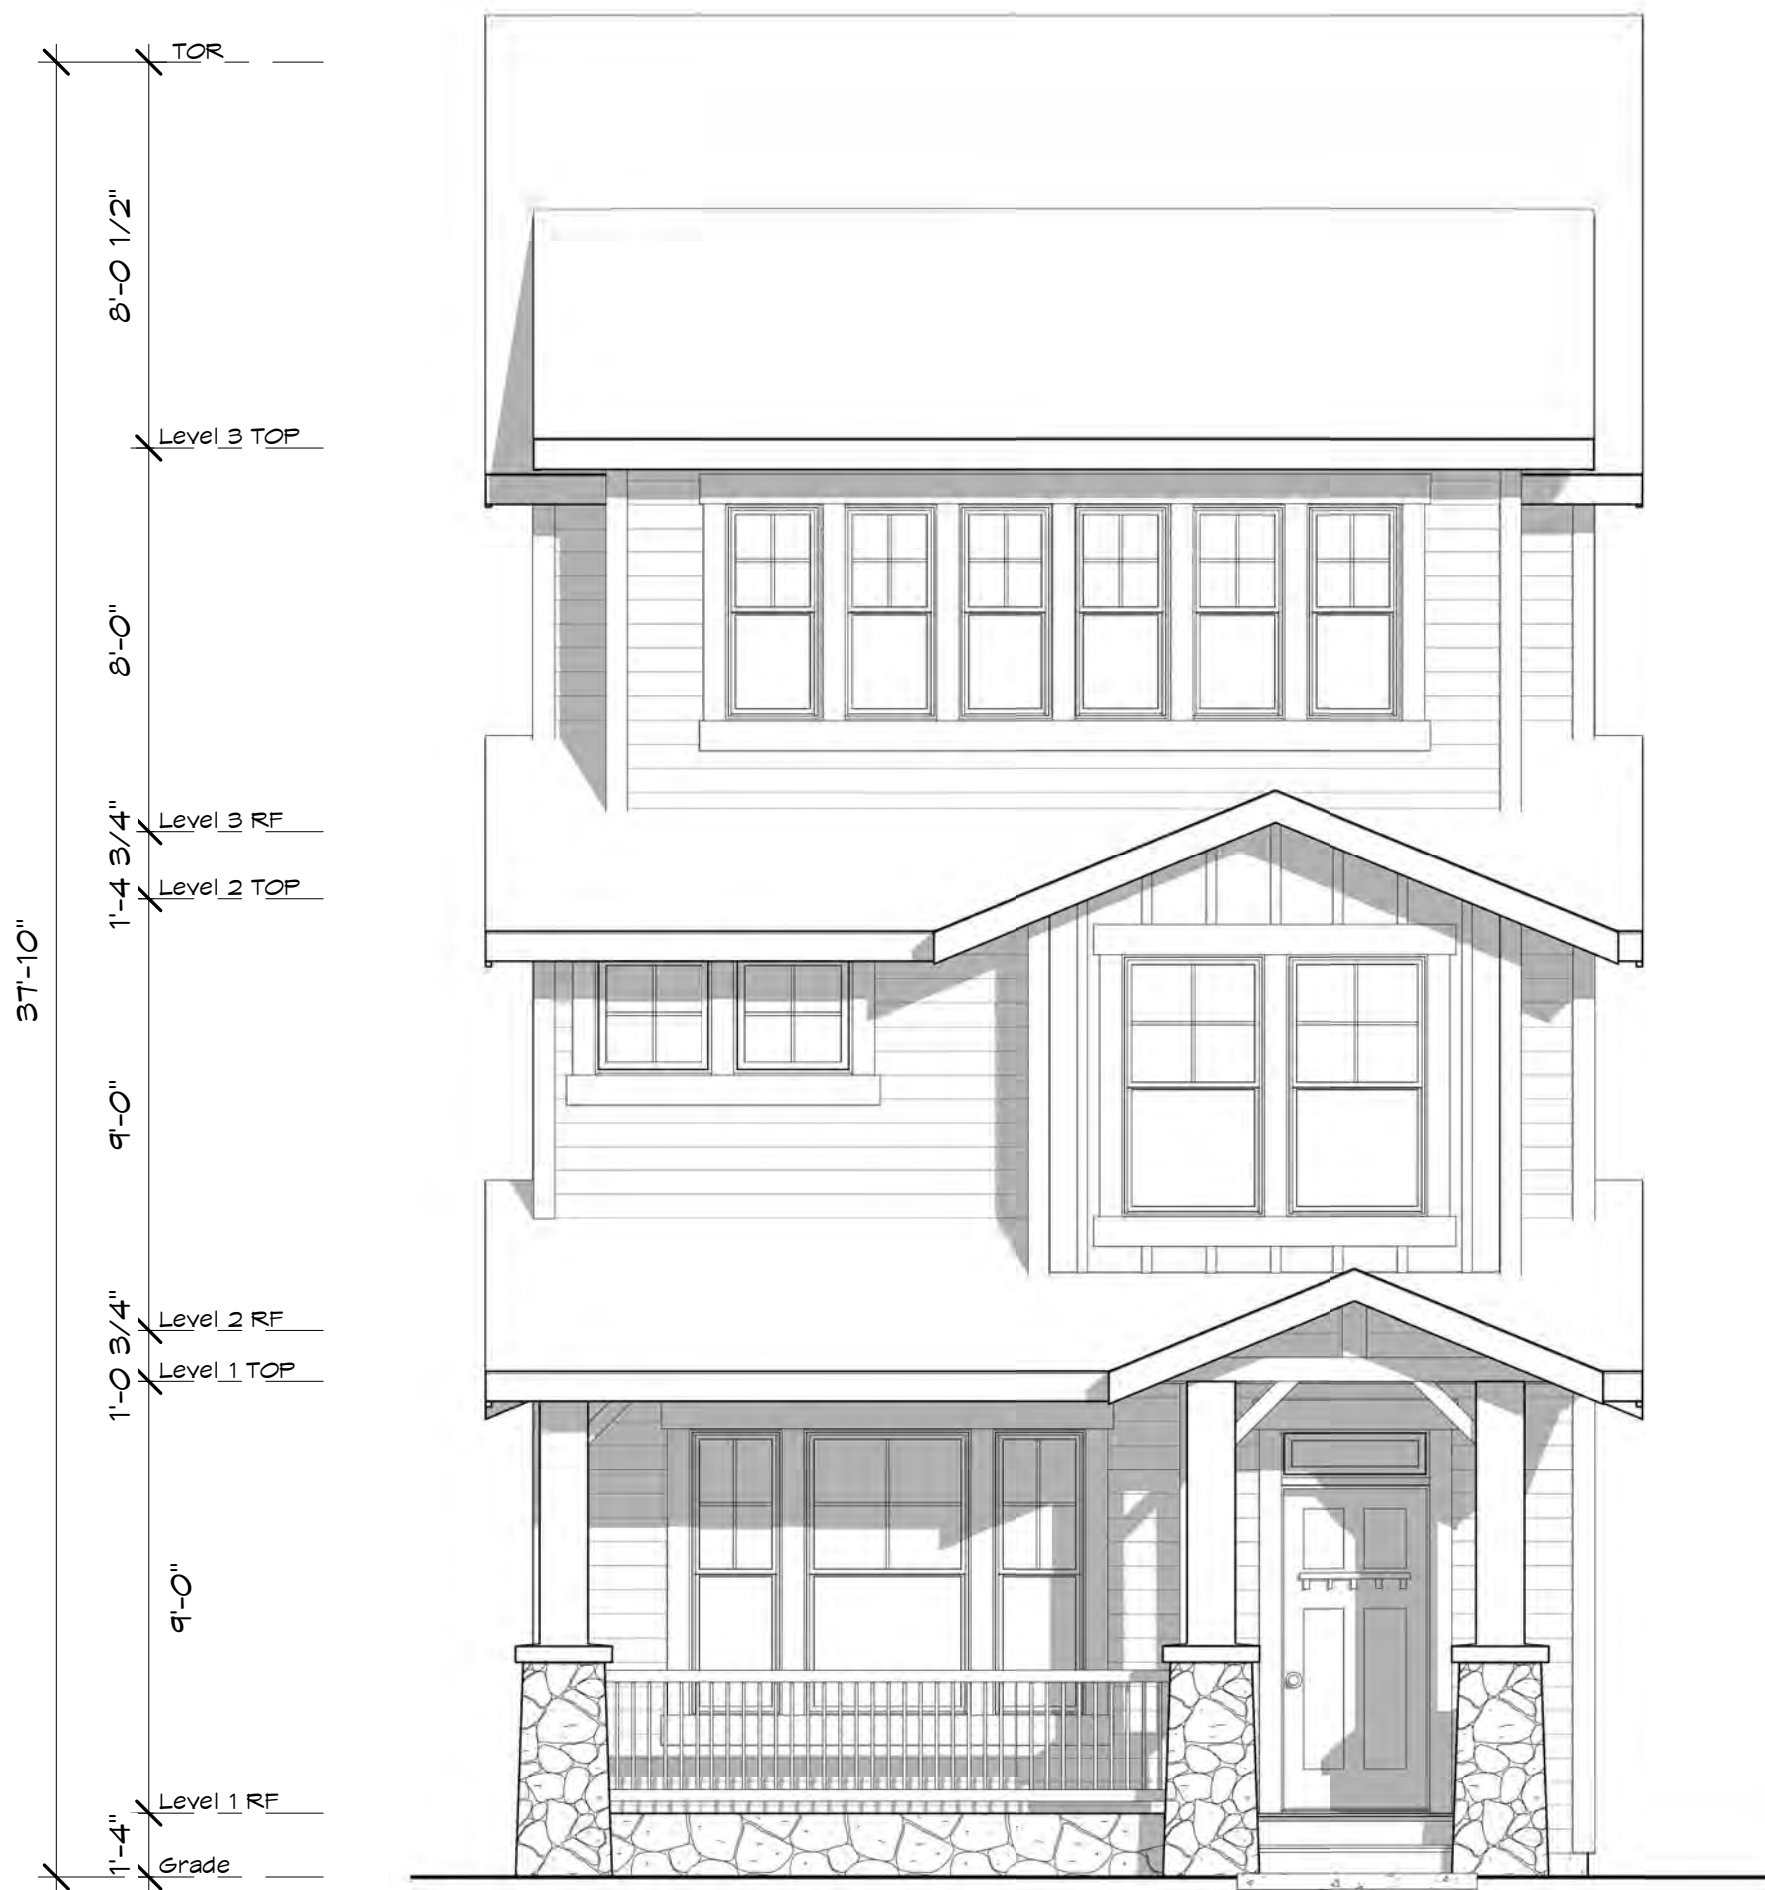 TOR
8'-0 1/2"
Level 3 TOP
8'-0"
Level 3 RF
1'-4 3/4"
Level 2 TOP
37'-10"
9'-0"
Level 2 RF
1'-0 3/4"
Level 1 TOP
9'-0"
Level 1 RF
1'-4"
Grade